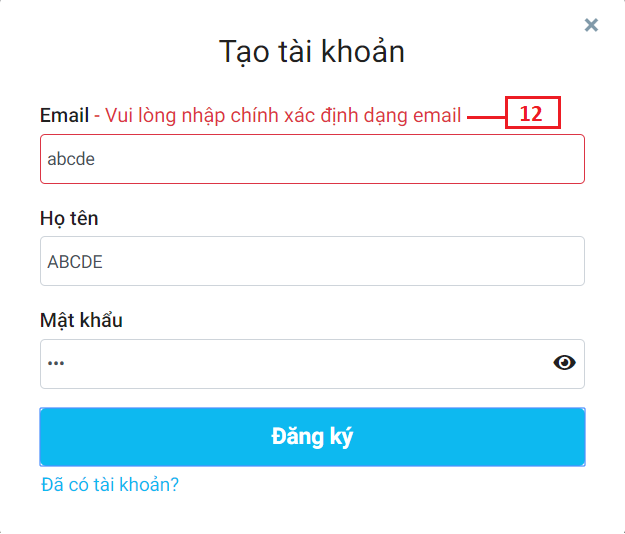 ×
Tạo tài khoản
Email - Vui lòng nhập chính xác định dạng email 12
abcde
Họ tên
ABCDE
Mật khẩu
•••
Đăng ký
Đã có tài khoản?